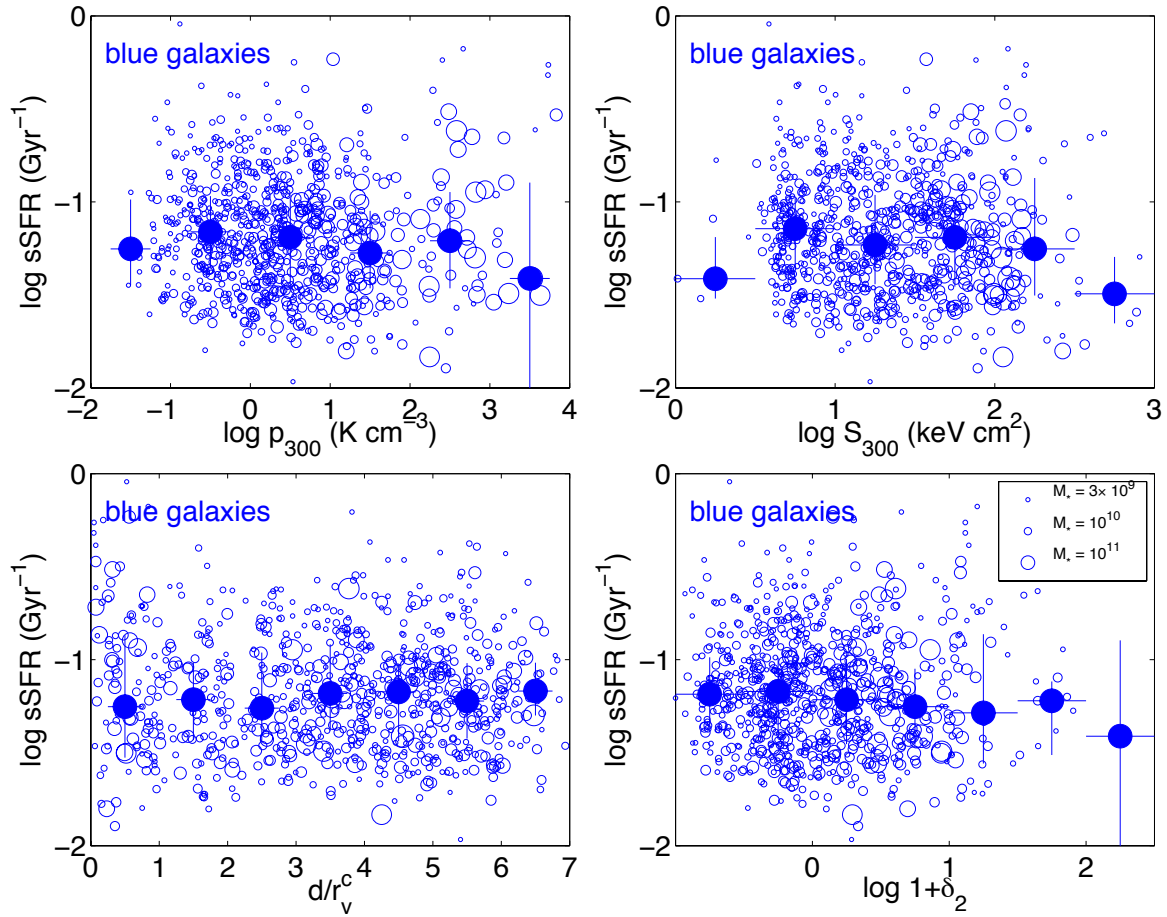 0
blue galaxies
log sSFR (Gyr⁻¹)
−1
−2
−2 −1 0 1 2 3 4
log p₃₀₀ (K cm⁻³)
0
blue galaxies
log sSFR (Gyr⁻¹)
−1
−2
0 1 2 3
log S₃₀₀ (keV cm²)
0
blue galaxies
log sSFR (Gyr⁻¹)
−1
−2
0 1 2 3 4 5 6 7
d/rᵥᶜ
0
blue galaxies
M⋆ = 3× 10⁹
M⋆ = 10¹⁰
M⋆ = 10¹¹
log sSFR (Gyr⁻¹)
−1
−2
0 1 2
log 1+δ₂